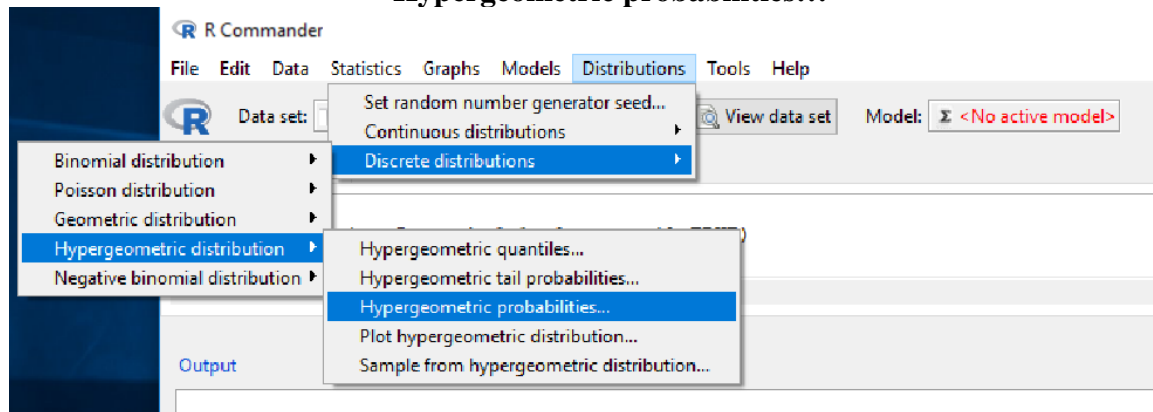 Hypergeometric probabilities...
R Commander
File Edit Data Statistics Graphs Models Distributions Tools Help
Data set: View data set Model: Σ <No active model>
Set random number generator seed...
Continuous distributions
Discrete distributions
Binomial distribution
Poisson distribution
Geometric distribution
Hypergeometric distribution
Negative binomial distribution
Hypergeometric quantiles...
Hypergeometric tail probabilities...
Hypergeometric probabilities...
Plot hypergeometric distribution...
Sample from hypergeometric distribution...
Output